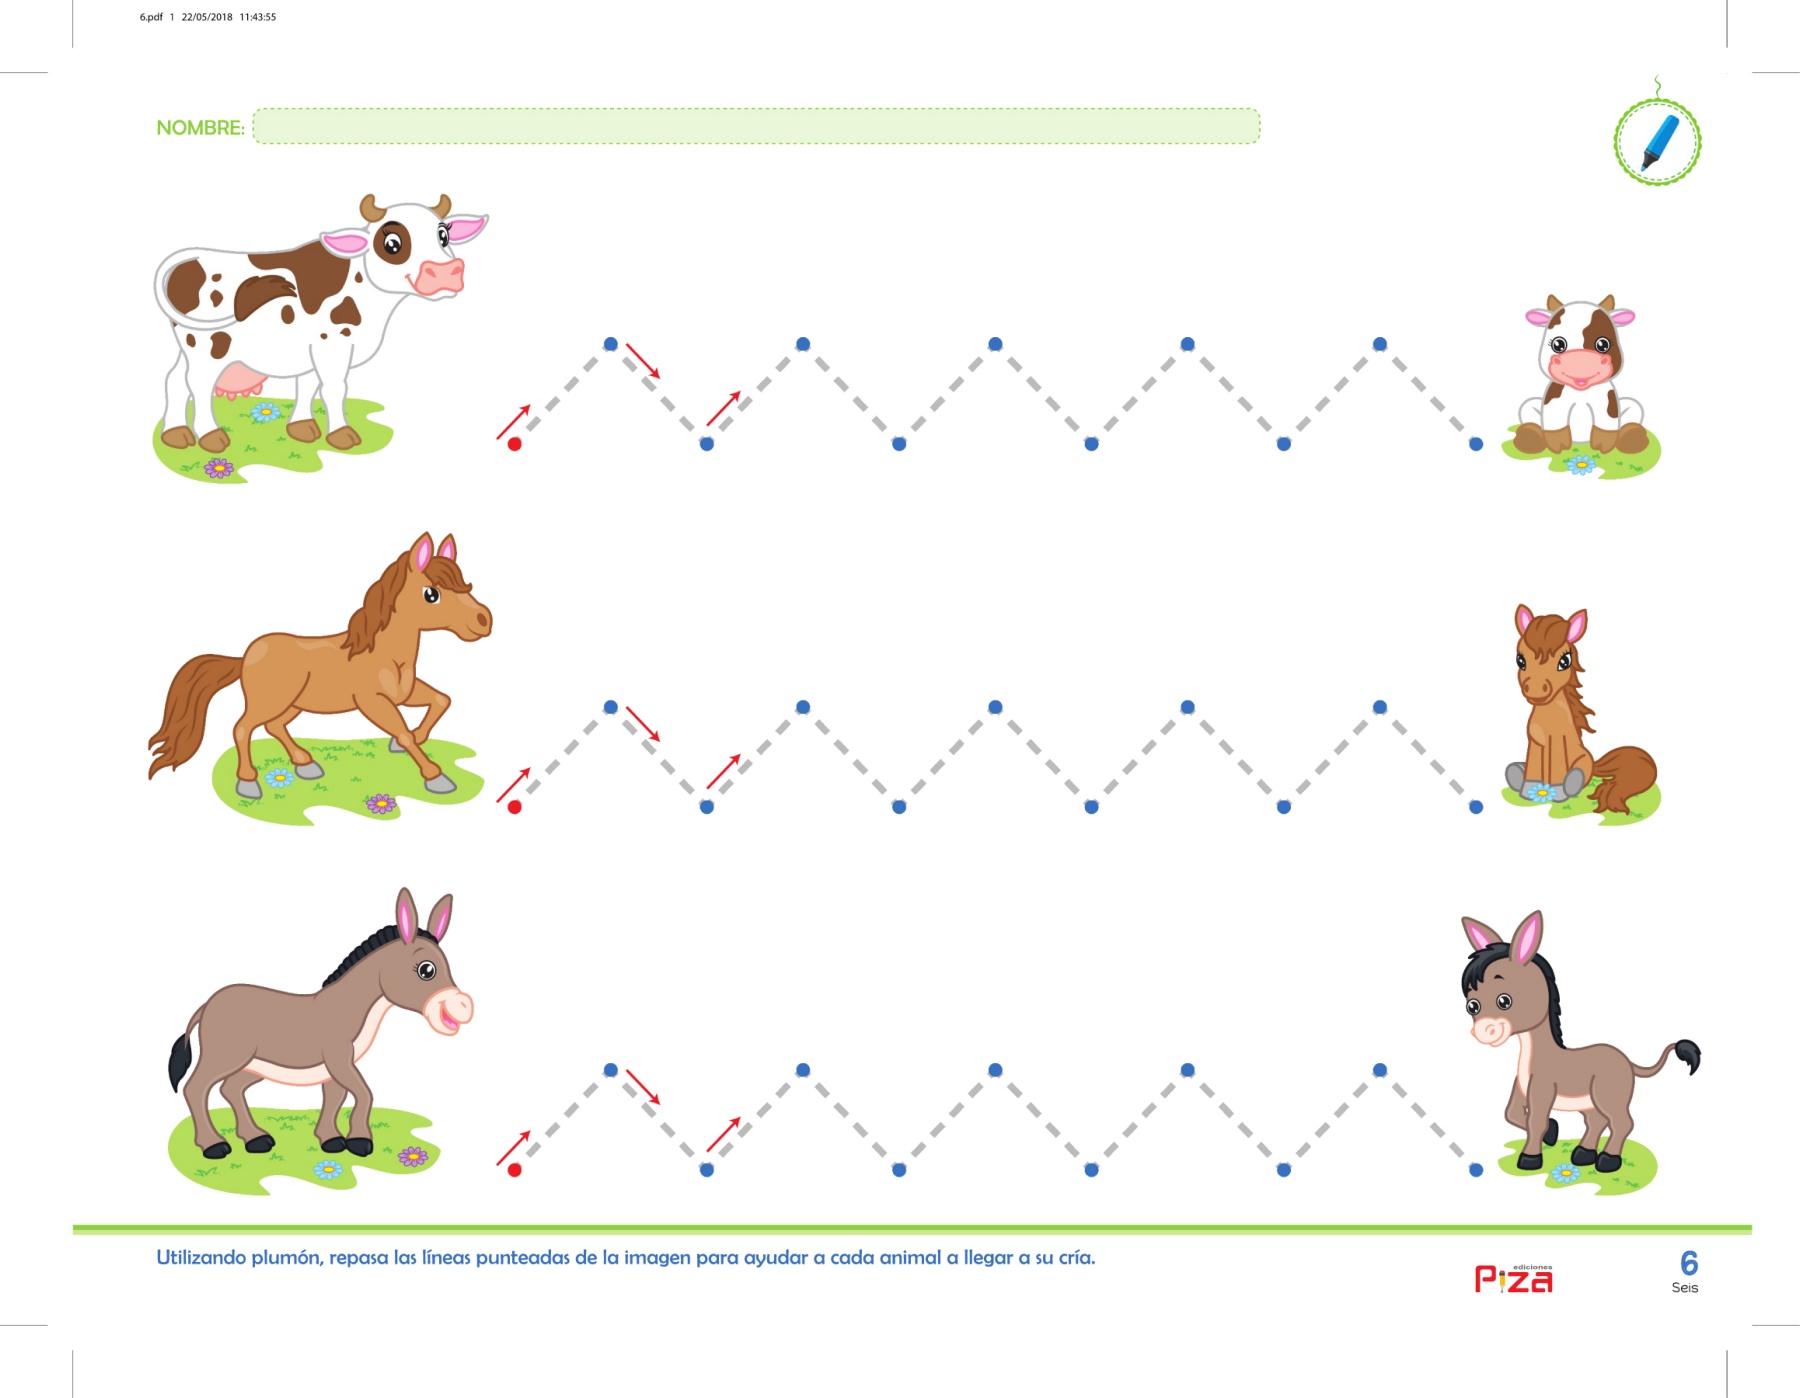 6.pdf 1 22/05/2018 11:43:55
NOMBRE:
Utilizando plumón, repasa las líneas punteadas de la imagen para ayudar a cada animal a llegar a su cría.
ediciones
Piza
6
Seis